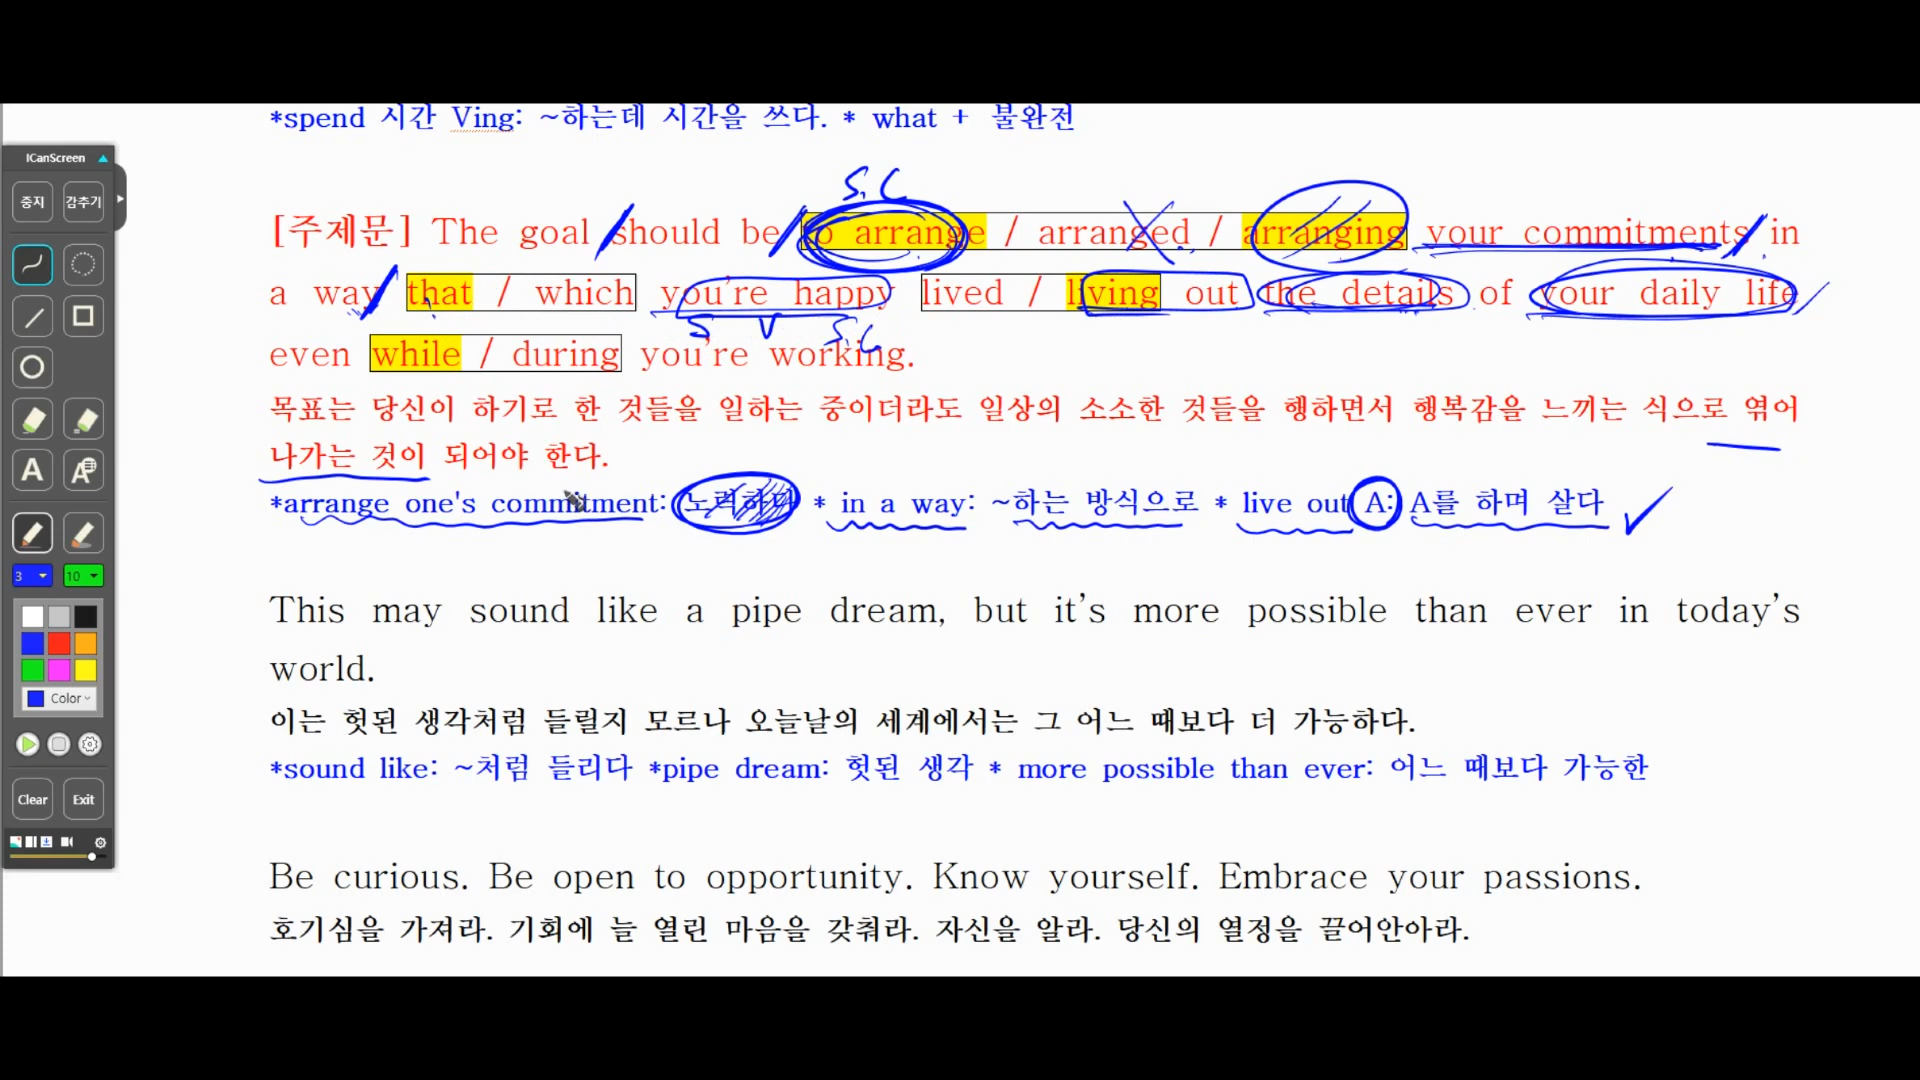 *spend 시간 Ving: ~하는데 시간을 쓰다. * what + 불완전
ICanScreen
중지 감추기
S.C
[주제문] The goal should be to arrange / arranged / arranging your commitments in
a way that / which you're happy lived / living out the details of your daily life
S V S.C
even while / during you're working.
목표는 당신이 하기로 한 것들을 일하는 중이더라도 일상의 소소한 것들을 행하면서 행복감을 느끼는 식으로 엮어
나가는 것이 되어야 한다.
*arrange one's commitment: 노력하다 * in a way: ~하는 방식으로 * live out A: A를 하며 살다
A A
3 10
This may sound like a pipe dream, but it's more possible than ever in today's
world.
Color
이는 헛된 생각처럼 들릴지 모르나 오늘날의 세계에서는 그 어느 때보다 더 가능하다.
*sound like: ~처럼 들리다 *pipe dream: 헛된 생각 * more possible than ever: 어느 때보다 가능한
Clear Exit
Be curious. Be open to opportunity. Know yourself. Embrace your passions.
호기심을 가져라. 기회에 늘 열린 마음을 갖춰라. 자신을 알라. 당신의 열정을 끌어안아라.